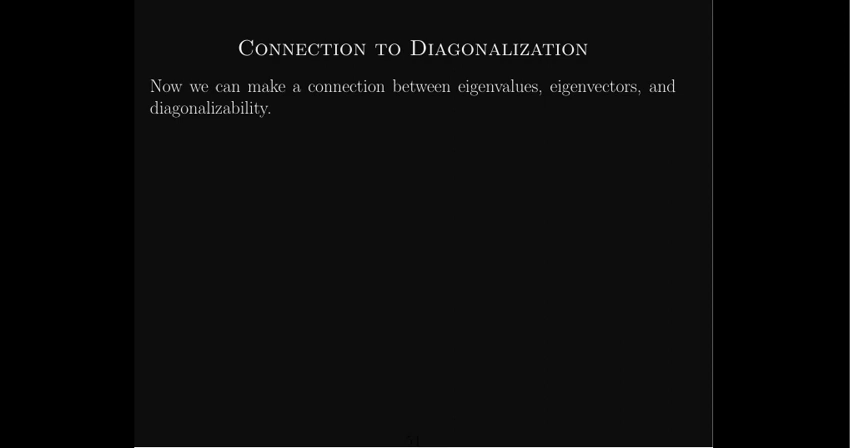 Connection to Diagonalization
Now we can make a connection between eigenvalues, eigenvectors, and
diagonalizability.